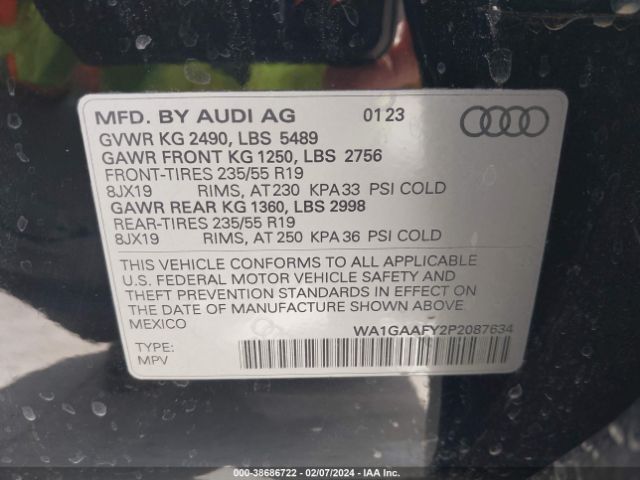 MFD. BY AUDI AG 01 23
GVWR KG 2490, LBS 5489
GAWR FRONT KG 1250, LBS 2756
FRONT-TIRES 235/55 R19
8JX19 RIMS, AT 230 KPA 33 PSI COLD
GAWR REAR KG 1360, LBS 2998
REAR-TIRES 235/55 R19
8JX19 RIMS, AT 250 KPA 36 PSI COLD
THIS VEHICLE CONFORMS TO ALL APPLICABLE
U.S. FEDERAL MOTOR VEHICLE SAFETY AND
THEFT PREVENTION STANDARDS IN EFFECT ON
THE DATE OF MANUFACTURE SHOWN ABOVE
MEXICO
WA1GAAFY2P2087634
TYPE:
MPV
000-38686722 - 02/07/2024 - IAA Inc.